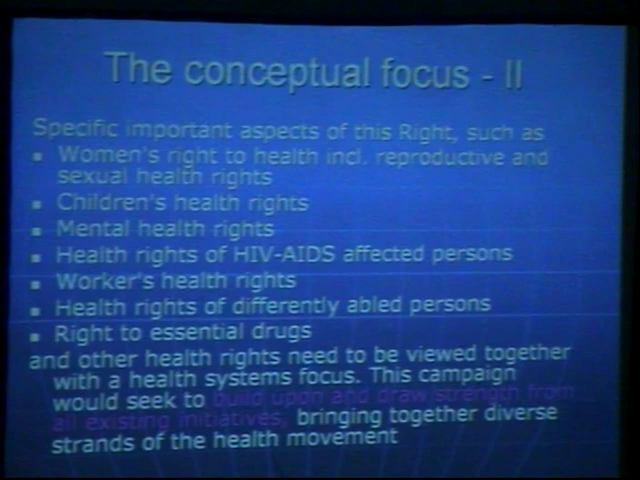 The conceptual focus - II
Specific important aspects of this Right, such as
▪ Women's right to health incl. reproductive and
sexual health rights
▪ Children's health rights
▪ Mental health rights
▪ Health rights of HIV-AIDS affected persons
▪ Worker's health rights
▪ Health rights of differently abled persons
▪ Right to essential drugs
and other health rights need to be viewed together
with a health systems focus. This campaign
would seek to build upon and draw strength from
all existing initiatives, bringing together diverse
strands of the health movement